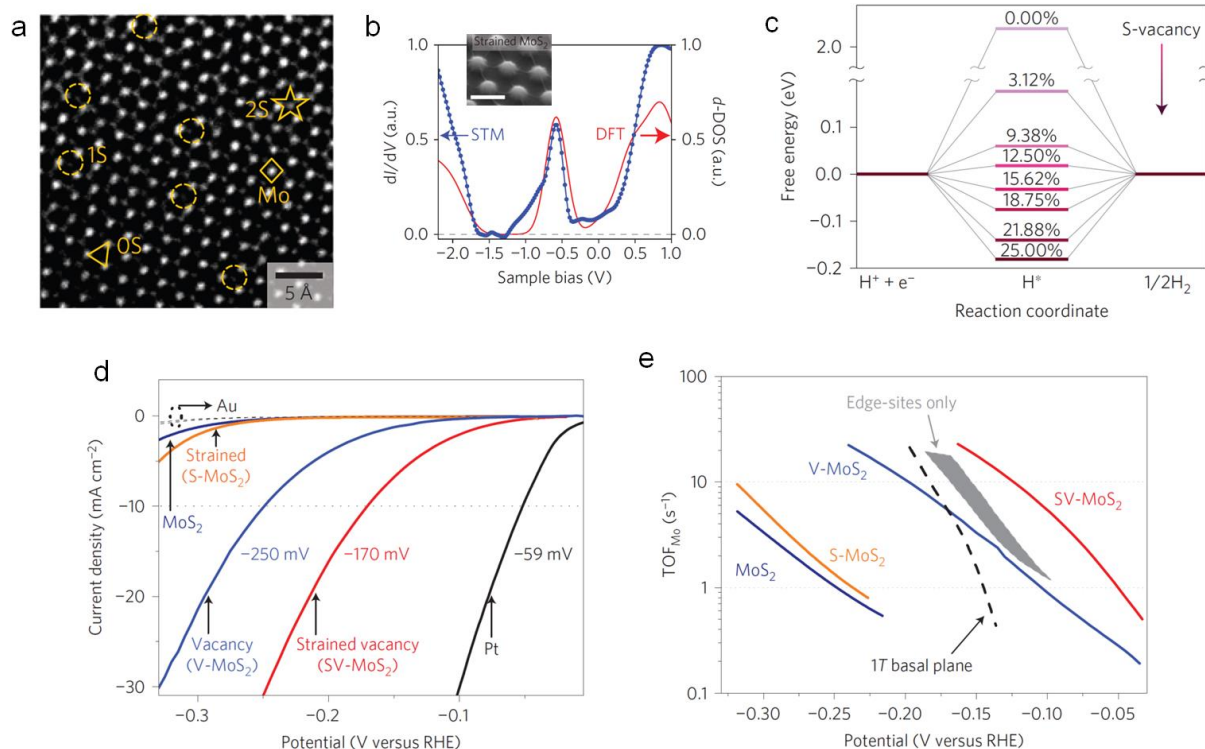 a
2S
1S
Mo
0S
5 Å
b
Strained MoS₂
1.0
0.5
0.0
dI/dV (a.u.)
STM
DFT
1.0
0.5
0.0
d-DOS (a.u.)
−2.0 −1.5 −1.0 −0.5 0.0 0.5 1.0
Sample bias (V)
c
0.00%
S-vacancy
2.0
3.12%
0.1
9.38%
12.50%
0.0
15.62%
18.75%
−0.1
21.88%
25.00%
−0.2
Free energy (eV)
H⁺ + e⁻ H* 1/2H₂
Reaction coordinate
d
0
Au
Strained
(S-MoS₂)
MoS₂
−10
−250 mV −170 mV −59 mV
−20
Vacancy
(V-MoS₂)
Strained vacancy
(SV-MoS₂)
Pt
−30
Current density (mA cm⁻²)
−0.3 −0.2 −0.1
Potential (V versus RHE)
e
100
Edge-sites only
V-MoS₂
SV-MoS₂
10
S-MoS₂
MoS₂
1
1T basal plane
0.1
TOF_Mo (s⁻¹)
−0.30 −0.25 −0.20 −0.15 −0.10 −0.05
Potential (V versus RHE)